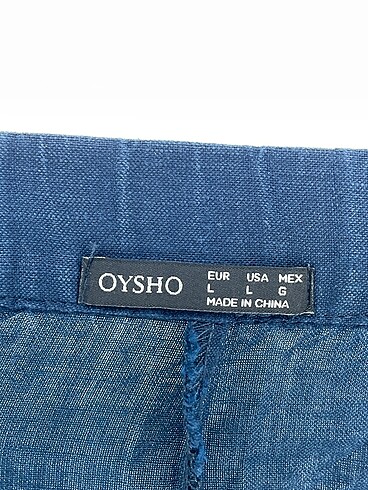 OYSHO
EUR USA MEX
L L G
MADE IN CHINA